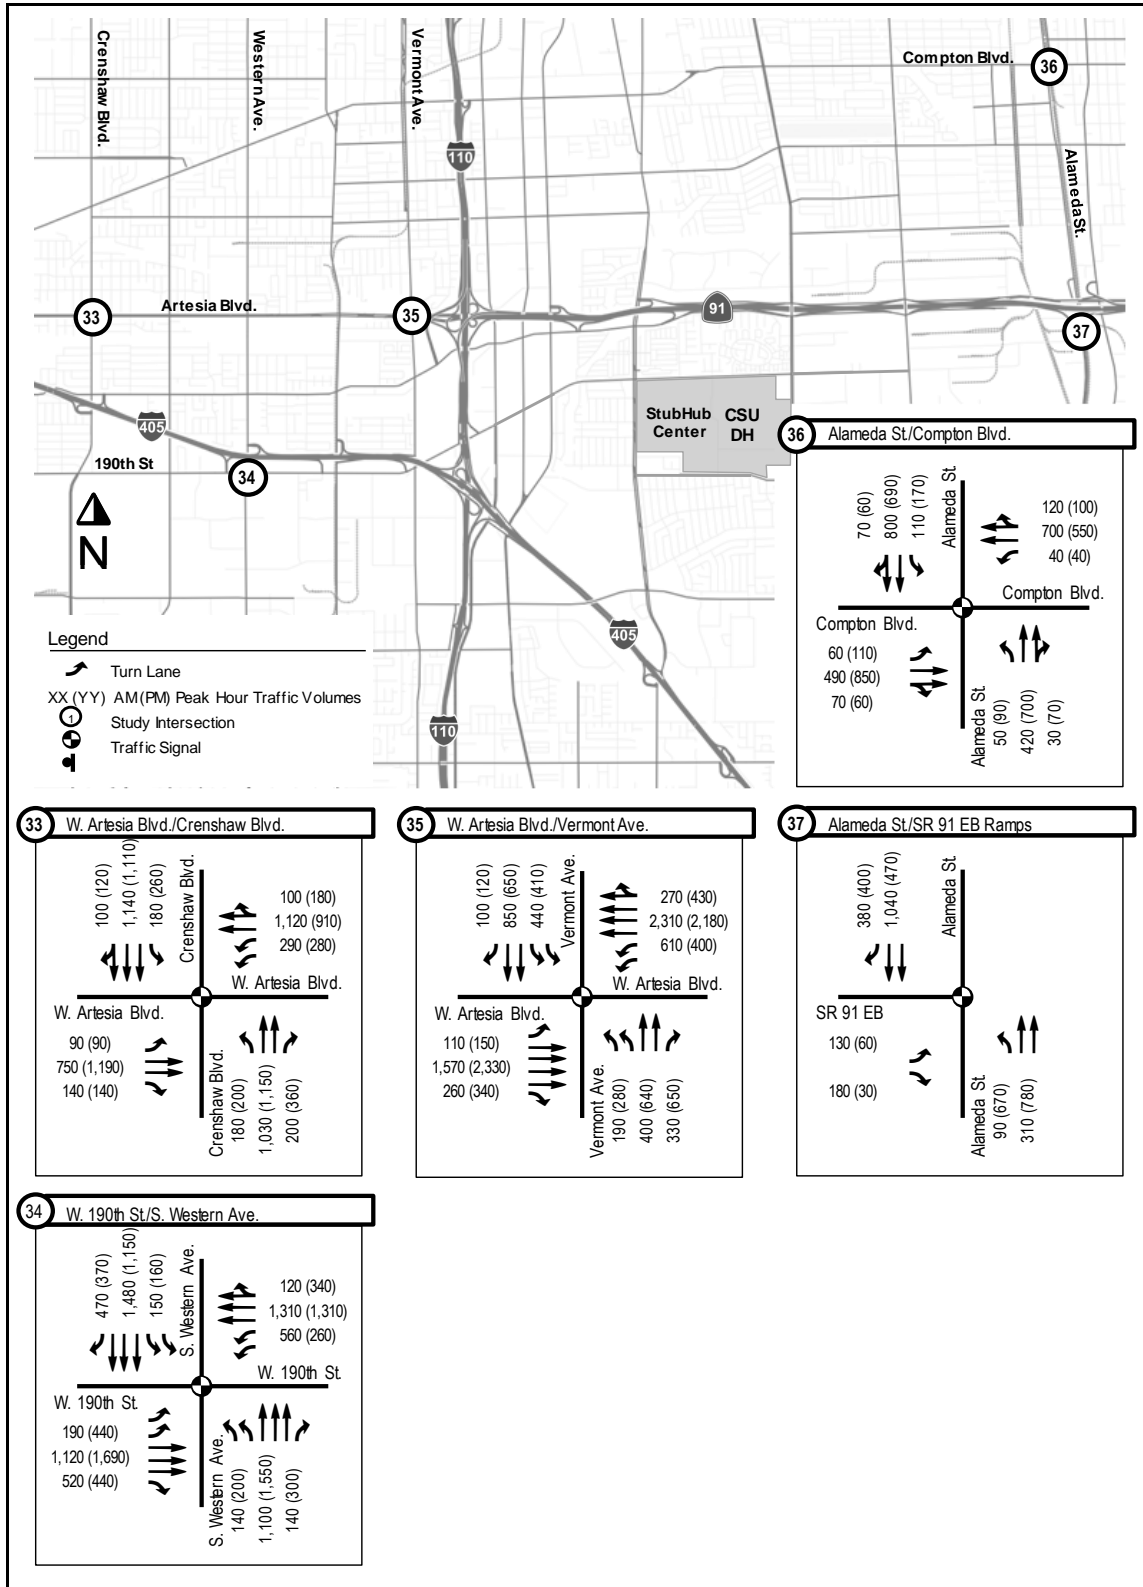 Crenshaw Blvd.
Western Ave.
Vermont Ave.
Compton Blvd.
36
110
Alameda St.
33
Artesia Blvd.
35
91
37
StubHub
Center
CSU
DH
405
190th St
34
N
405
110
Legend
Turn Lane
XX (YY) AM(PM) Peak Hour Traffic Volumes
1 Study Intersection
Traffic Signal
36 Alameda St./Compton Blvd.
70 (60)
800 (690)
110 (170)
Alameda St.
120 (100)
700 (550)
40 (40)
Compton Blvd.
Compton Blvd.
60 (110)
490 (850)
70 (60)
Alameda St.
50 (90)
420 (700)
30 (70)
33 W. Artesia Blvd./Crenshaw Blvd.
100 (120)
1,140 (1,110)
180 (260)
Crenshaw Blvd.
100 (180)
1,120 (910)
290 (280)
W. Artesia Blvd.
W. Artesia Blvd.
90 (90)
750 (1,190)
140 (140)
Crenshaw Blvd.
180 (200)
1,030 (1,150)
200 (360)
35 W. Artesia Blvd./Vermont Ave.
100 (120)
850 (650)
440 (410)
Vermont Ave.
270 (430)
2,310 (2,180)
610 (400)
W. Artesia Blvd.
W. Artesia Blvd.
110 (150)
1,570 (2,330)
260 (340)
Vermont Ave.
190 (280)
400 (640)
330 (650)
37 Alameda St./SR 91 EB Ramps
380 (400)
1,040 (470)
Alameda St.
SR 91 EB
130 (60)
180 (30)
Alameda St.
90 (670)
310 (780)
34 W. 190th St./S. Western Ave.
470 (370)
1,480 (1,150)
150 (160)
S. Western Ave.
120 (340)
1,310 (1,310)
560 (260)
W. 190th St.
W. 190th St.
190 (440)
1,120 (1,690)
520 (440)
S. Western Ave.
140 (200)
1,100 (1,550)
140 (300)